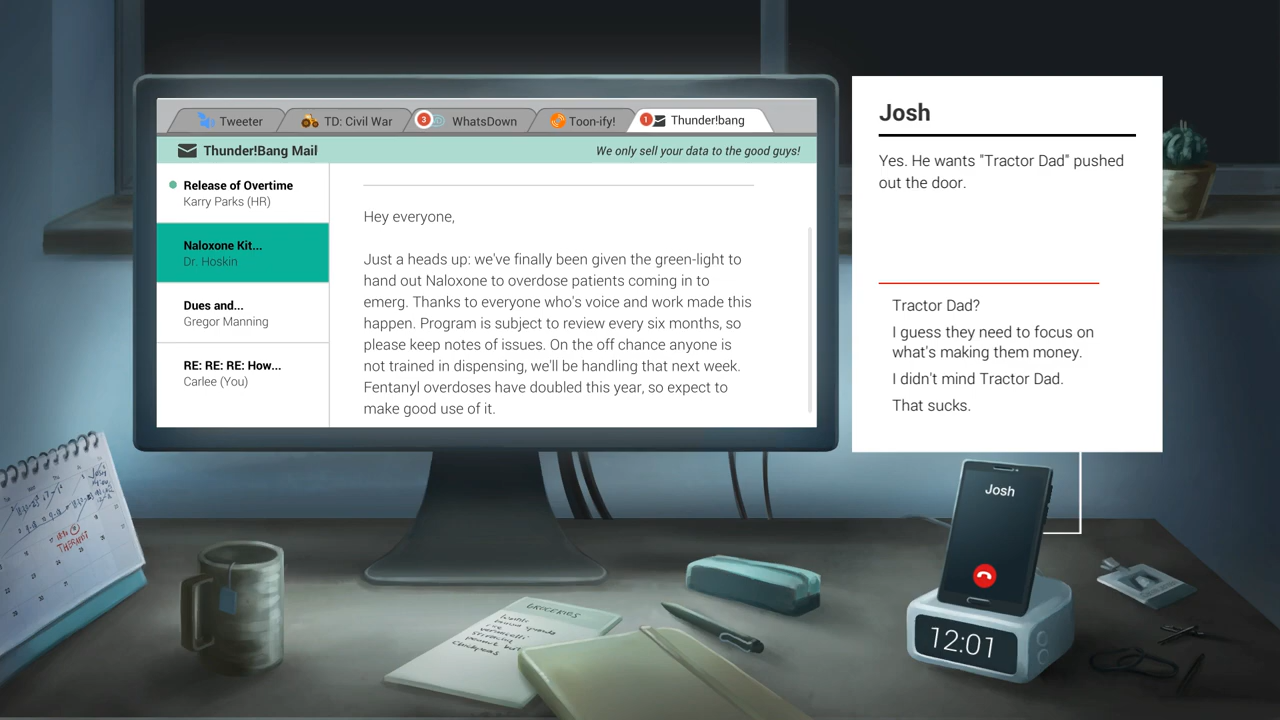 Tweeter
TD: Civil War
3
WhatsDown
Toon-ify!
1
Thunder!bang
Thunder!Bang Mail
We only sell your data to the good guys!
Release of Overtime
Karry Parks (HR)
Naloxone Kit...
Dr. Hoskin
Dues and...
Gregor Manning
RE: RE: RE: How...
Carlee (You)
Hey everyone,
Just a heads up: we've finally been given the green-light to
hand out Naloxone to overdose patients coming in to
emerg. Thanks to everyone who's voice and work made this
happen. Program is subject to review every six months, so
please keep notes of issues. On the off chance anyone is
not trained in dispensing, we'll be handling that next week.
Fentanyl overdoses have doubled this year, so expect to
make good use of it.
Josh
Yes. He wants "Tractor Dad" pushed
out the door.
Tractor Dad?
I guess they need to focus on
what's making them money.
I didn't mind Tractor Dad.
That sucks.
Josh
12:01
THERAPIST
GROCERIES
vermicelli
chickpeas